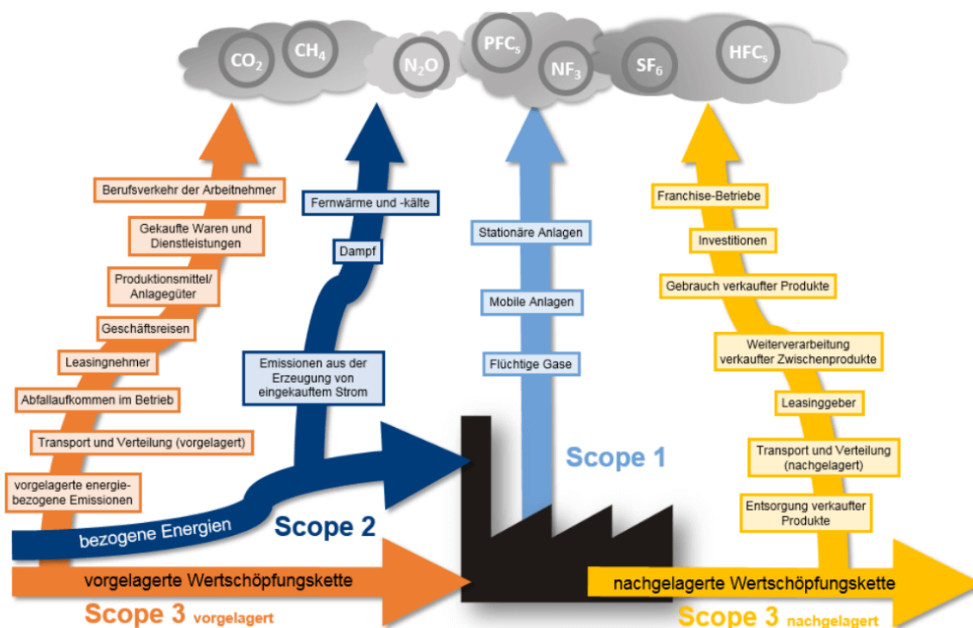 CO₂
CH₄
N₂O
PFCₛ
NF₃
SF₆
HFCₛ
Berufsverkehr der Arbeitnehmer
Gekaufte Waren und
Dienstleistungen
Produktionsmittel/
Anlagegüter
Geschäftsreisen
Leasingnehmer
Abfallaufkommen im Betrieb
Transport und Verteilung (vorgelagert)
vorgelagerte energie-
bezogene Emissionen
Fernwärme und -kälte
Dampf
Emissionen aus der
Erzeugung von
eingekauftem Strom
Stationäre Anlagen
Mobile Anlagen
Flüchtige Gase
Franchise-Betriebe
Investitionen
Gebrauch verkaufter Produkte
Weiterverarbeitung
verkaufter Zwischenprodukte
Leasinggeber
Transport und Verteilung
(nachgelagert)
Entsorgung verkaufter
Produkte
Scope 1
bezogene Energien
Scope 2
vorgelagerte Wertschöpfungskette
nachgelagerte Wertschöpfungskette
Scope 3 vorgelagert
Scope 3 nachgelagert